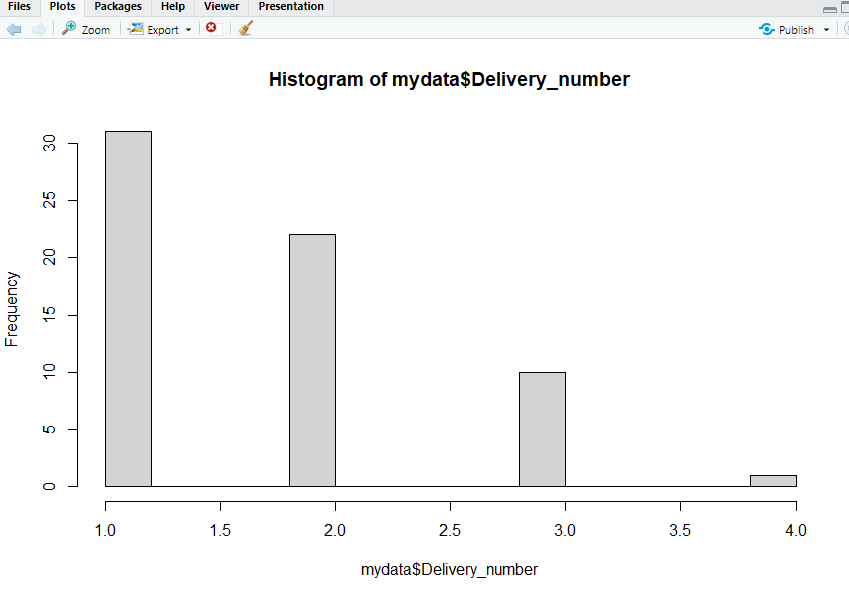 Files Plots Packages Help Viewer Presentation
Zoom Export Publish
Histogram of mydata$Delivery_number
Frequency
30
25
20
15
10
5
0
1.0 1.5 2.0 2.5 3.0 3.5 4.0
mydata$Delivery_number